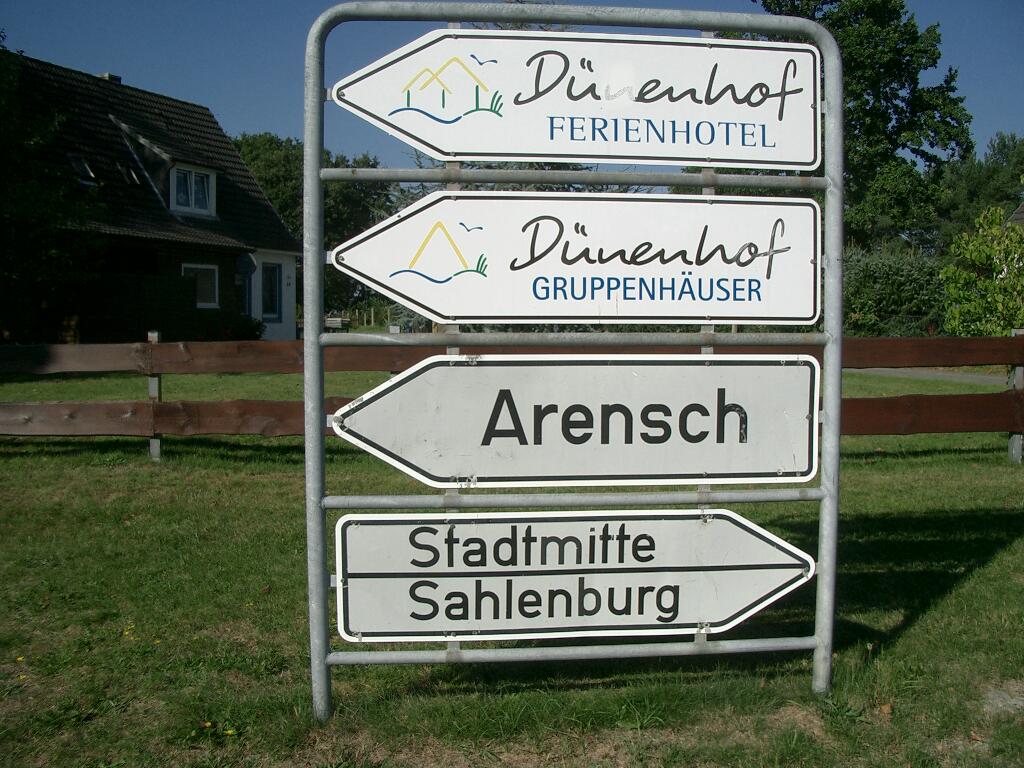 Dünenhof
FERIENHOTEL
Dünenhof
GRUPPENHÄUSER
Arensch
Stadtmitte
Sahlenburg